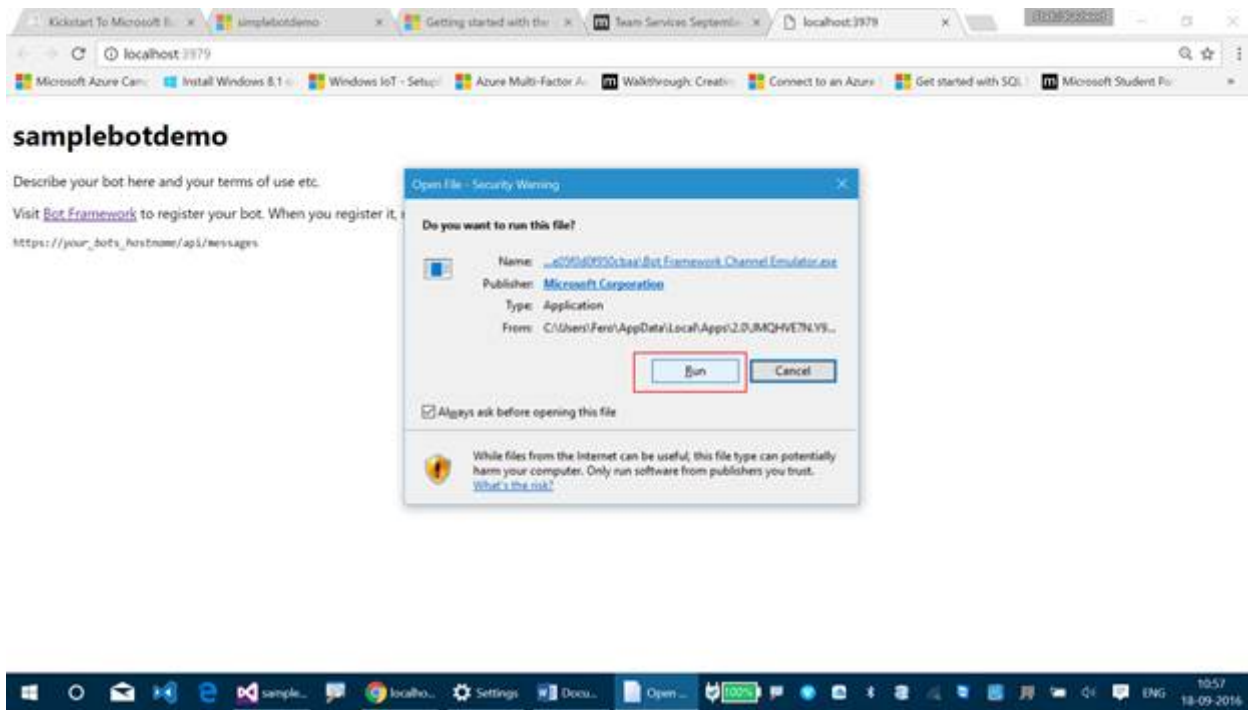 Kickstart To Microsoft B
samplebotdemo
Getting started with the
Team Services Septembe
localhost:3979
localhost:3979
Microsoft Azure Cam
Install Windows 8.1
Windows IoT - Setup
Azure Multi-Factor A
Walkthrough: Creati
Connect to an Azure
Get started with SQL
Microsoft Student Pa
»
samplebotdemo
Describe your bot here and your terms of use etc.
Visit Bot Framework to register your bot. When you register it,
https://your_bots_hostname/api/messages
Open File - Security Warning
Do you want to run this file?
Name: Bot Framework Channel Emulator.exe
Publisher: Microsoft Corporation
Type: Application
From: C:\Users\Fero\AppData\Local\Apps\2.0\
Run
Cancel
Always ask before opening this file
While files from the Internet can be useful, this file type can potentially
harm your computer. Only run software from publishers you trust.
What's the risk?
sample...
localho...
Settings
Docu...
Open ...
100%
ENG
10:57
18-09-2016